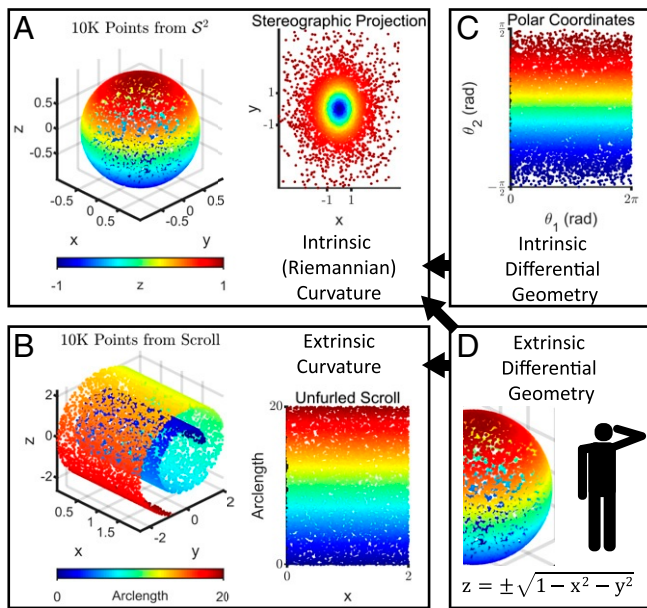 A
10K Points from 𝒮²
Stereographic Projection
z
0.5
0
-0.5
-0.5
0
0.5
-0.5
0
0.5
x
y
-1
z
1
y
1
-1
-1
1
x
Intrinsic
(Riemannian)
Curvature
C
Polar Coordinates
θ₂ (rad)
0
2π
θ₁ (rad)
Intrinsic
Differential
Geometry
B
10K Points from Scroll
z
2
0
-2
0.5
1
1.5
-2
0
2
x
y
0
Arclength
20
Extrinsic
Curvature
Unfurled Scroll
20
Arclength
0
0
2
x
D
Extrinsic
Differential
Geometry
z = ±√1 − x² − y²